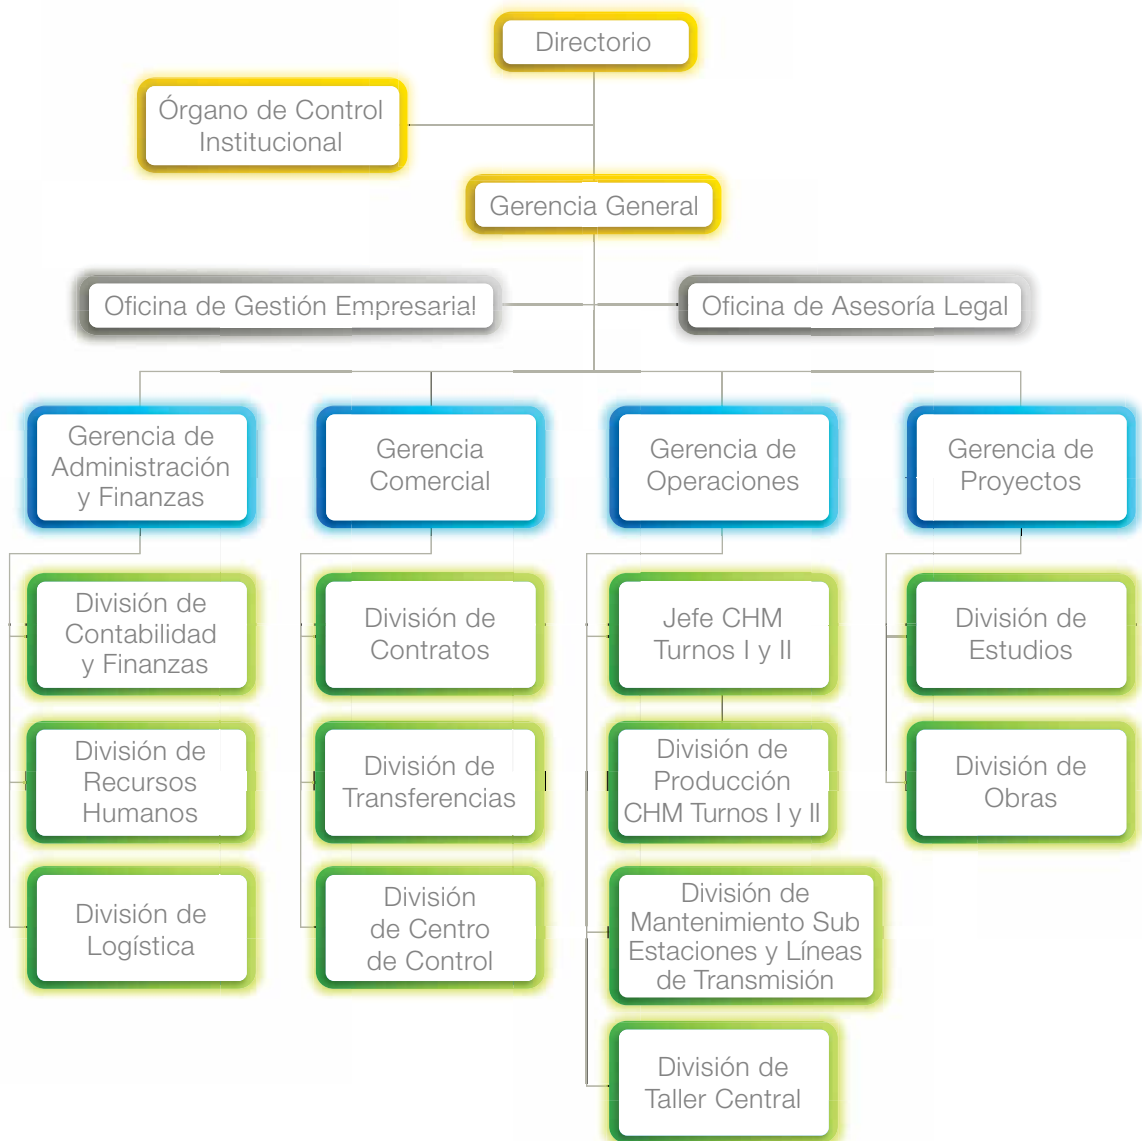 Directorio
Órgano de Control
Institucional
Gerencia General
Oficina de Gestión Empresarial
Oficina de Asesoría Legal
Gerencia de
Administración
y Finanzas
Gerencia
Comercial
Gerencia de
Operaciones
Gerencia de
Proyectos
División de
Contabilidad
y Finanzas
División de
Contratos
Jefe CHM
Turnos I y II
División de
Estudios
División de
Recursos
Humanos
División de
Transferencias
División de
Producción
CHM Turnos I y II
División de
Obras
División de
Logística
División
de Centro
de Control
División de
Mantenimiento Sub
Estaciones y Líneas
de Transmisión
División de
Taller Central